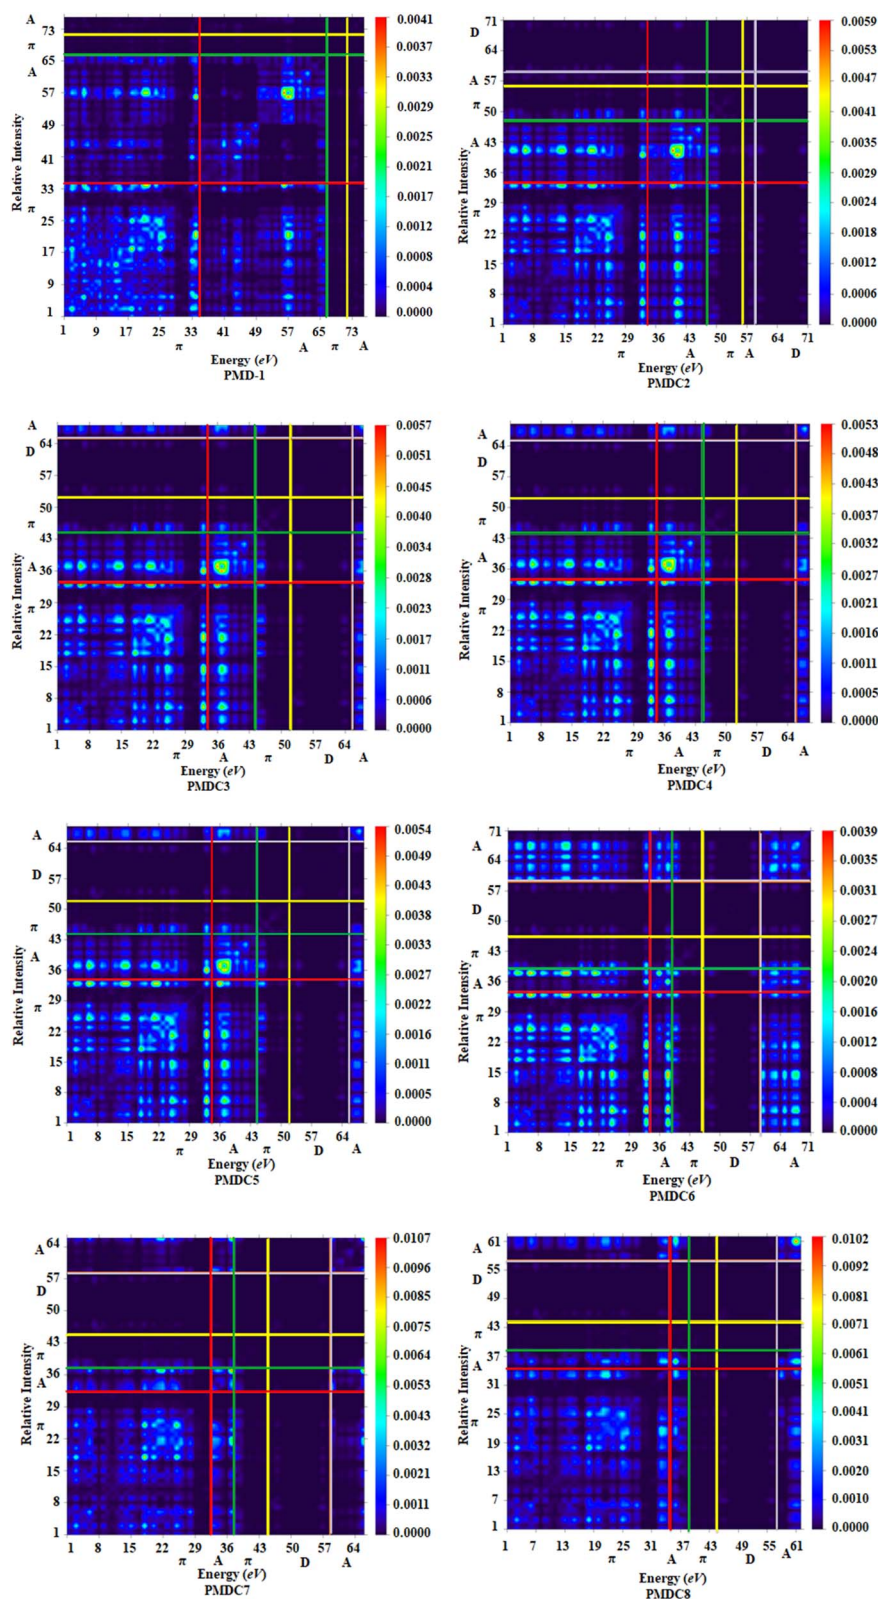 A 73 π 65 A 57 49 41 33 π 25 17 9 1
Relative Intensity
0.0041 0.0037 0.0033 0.0029 0.0025 0.0021 0.0018 0.0012 0.0008 0.0004 0.0000
1 9 17 25 33 41 49 57 65 73
π A π A
Energy (eV)
PMD-1
71 D 64 A 57 π 50 A 43 36 29 π 22 15 8 1
Relative Intensity
0.0059 0.0053 0.0047 0.0041 0.0035 0.0030 0.0024 0.0018 0.0012 0.0006 0.0000
1 8 15 22 29 36 43 50 57 64 71
π A π A D
Energy (eV)
PMDC2
A 64 D 57 50 π 43 A 36 29 π 22 15 8 1
Relative Intensity
0.0057 0.0051 0.0045 0.0040 0.0034 0.0028 0.0023 0.0017 0.0011 0.0006 0.0000
1 8 15 22 29 36 43 50 57 64
π A π D A
Energy (eV)
PMDC3
A 64 D 57 50 π 43 A 36 29 π 22 15 8 1
Relative Intensity
0.0053 0.0048 0.0043 0.0037 0.0032 0.0027 0.0021 0.0016 0.0011 0.0005 0.0000
1 8 15 22 29 36 43 50 57 64
π A π D A
Energy (eV)
PMDC4
A 64 D 57 50 π 43 A 36 π 29 22 15 8 1
Relative Intensity
0.0054 0.0049 0.0043 0.0038 0.0033 0.0027 0.0022 0.0016 0.0011 0.0005 0.0000
1 8 15 22 29 36 43 50 57 64
π A π D A
Energy (eV)
PMDC5
71 A 64 57 D 50 43 π 36 A 29 π 22 15 8 1
Relative Intensity
0.0039 0.0035 0.0031 0.0027 0.0024 0.0020 0.0016 0.0012 0.0008 0.0004 0.0000
1 8 15 22 29 36 43 50 57 64 71
π A π D A
Energy (eV)
PMDC6
64 A 57 D 50 43 π 36 A 29 π 22 15 8 1
Relative Intensity
0.0107 0.0096 0.0085 0.0075 0.0064 0.0053 0.0043 0.0032 0.0021 0.0011 0.0000
1 8 15 22 29 36 43 50 57 64
π A π D A
Energy (eV)
PMDC7
61 A 55 D 49 43 π 37 A 31 25 π 19 13 7 1
Relative Intensity
0.0102 0.0092 0.0082 0.0071 0.0061 0.0051 0.0041 0.0031 0.0020 0.0010 0.0000
1 7 13 19 25 31 37 43 49 55 61
π A π D A
Energy (eV)
PMDC8